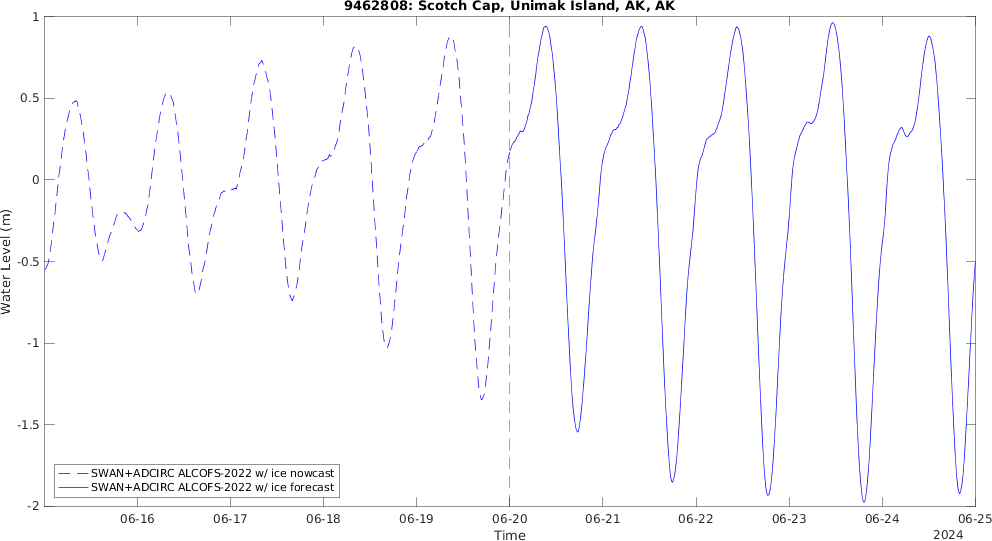 9462808: Scotch Cap, Unimak Island, AK, AK
Water Level (m)
1
0.5
0
-0.5
-1
-1.5
-2
SWAN+ADCIRC ALCOFS-2022 w/ ice nowcast
SWAN+ADCIRC ALCOFS-2022 w/ ice forecast
06-16 06-17 06-18 06-19 06-20 06-21 06-22 06-23 06-24 06-25
Time
2024